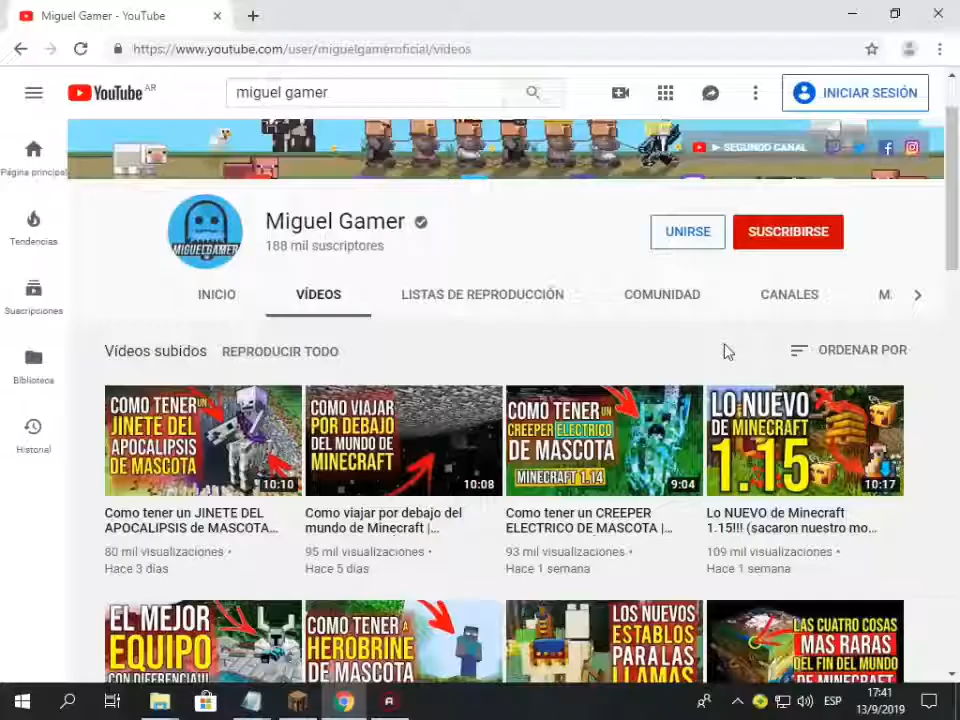 Miguel Gamer - YouTube
https://www.youtube.com/user/miguelgameroficial/videos
YouTube AR
miguel gamer
INICIAR SESIÓN
Página principal
Tendencias
Suscripciones
Biblioteca
Historial
SEGUNDO CANAL
MIGUELGAMER
Miguel Gamer
188 mil suscriptores
UNIRSE
SUSCRIBIRSE
INICIO
VÍDEOS
LISTAS DE REPRODUCCIÓN
COMUNIDAD
CANALES
M.
Vídeos subidos
REPRODUCIR TODO
ORDENAR POR
COMO TENER UN
JINETE DEL
APOCALIPSIS
DE MASCOTA
10:10
COMO VIAJAR
POR DEBAJO
DEL MUNDO DE
MINECRAFT
10:08
COMO TENER UN
CREEPER ELECTRICO
DE MASCOTA
MINECRAFT 1.14
9:04
LO NUEVO
DE MINECRAFT
1.15
10:17
Como tener un JINETE DEL
APOCALIPSIS de MASCOTA...
80 mil visualizaciones •
Hace 3 días
Como viajar por debajo del
mundo de Minecraft |...
95 mil visualizaciones •
Hace 5 días
Como tener un CREEPER
ELECTRICO DE MASCOTA |...
93 mil visualizaciones •
Hace 1 semana
Lo NUEVO de Minecraft
1.15!!! (sacaron nuestro mo...
109 mil visualizaciones •
Hace 1 semana
EL MEJOR
EQUIPO
CON DIFERENCIA!!
COMO TENER A
HEROBRINE
DE MASCOTA
LOS NUEVOS
ESTABLOS
PARA LAS
LLAMAS
LAS CUATRO COSAS
MAS RARAS
DEL FIN DEL MUNDO
DE MINECRAFT
ESP
17:41
13/9/2019